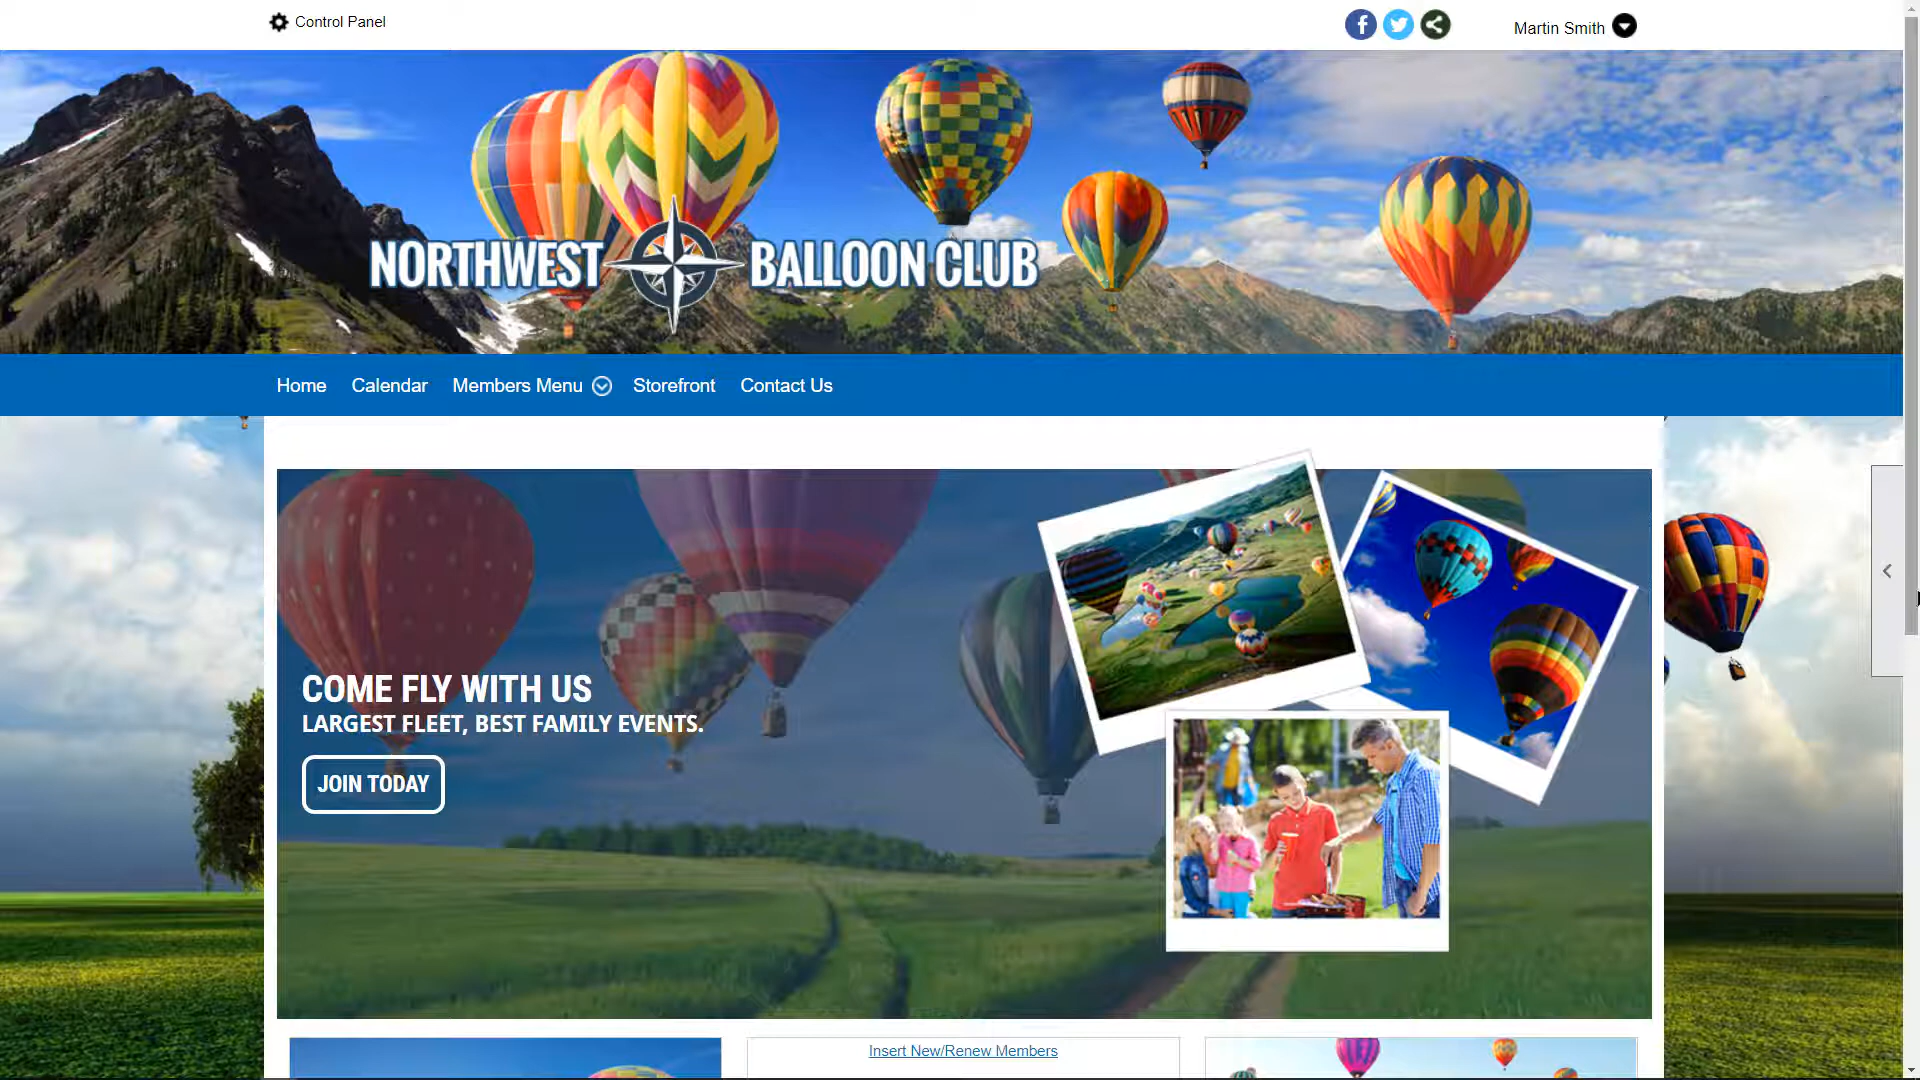 Control Panel
Martin Smith
NORTHWEST BALLOON CLUB
Home Calendar Members Menu Storefront Contact Us
COME FLY WITH US
LARGEST FLEET, BEST FAMILY EVENTS.
JOIN TODAY
Insert New/Renew Members